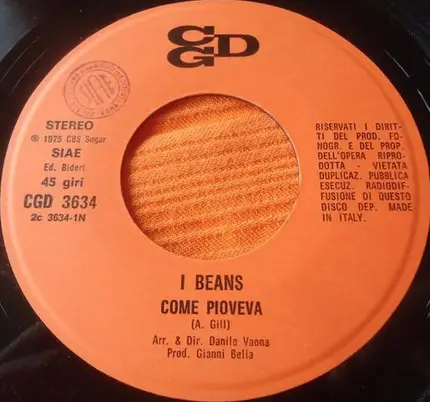 CGD
STEREO
℗ 1975 CBS Sugar
SIAE
Ed. Bideri
45 giri
CGD 3634
2c 3634-1N
RISERVATI I DIRIT-
TI DEL PROD. FO-
NOGR. E DEL PROP.
DELL'OPERA RIPRO-
DOTTA - VIETATA
DUPLICAZ. PUBBLICA
ESECUZ. RADIODIF-
FUSIONE DI QUESTO
DISCO DEP. MADE
IN ITALY.
I BEANS
COME PIOVEVA
(A. Gill)
Arr. & Dir. Danilo Vaona
Prod. Gianni Bella